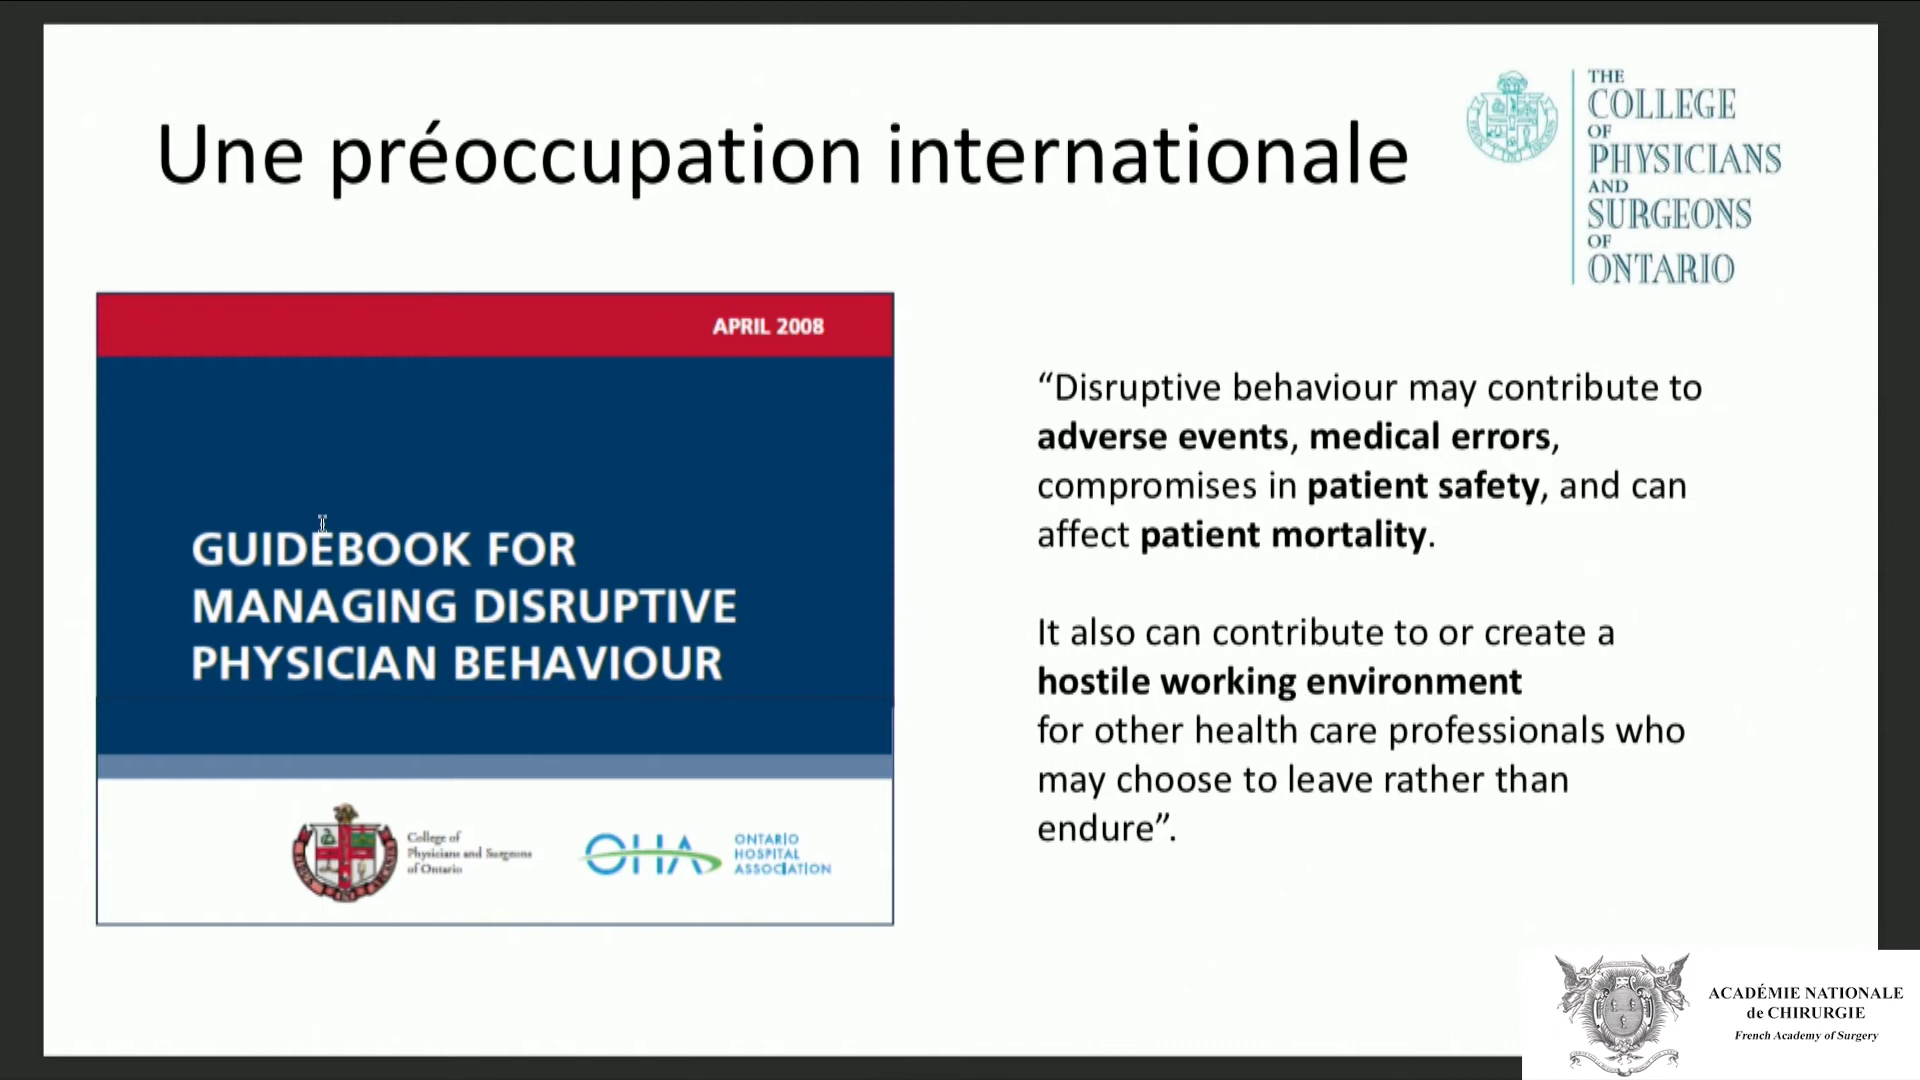 Une préoccupation internationale
THE
COLLEGE
OF
PHYSICIANS
AND
SURGEONS
OF
ONTARIO
APRIL 2008
GUIDEBOOK FOR
MANAGING DISRUPTIVE
PHYSICIAN BEHAVIOUR
College of
Physicians and Surgeons
of Ontario
OHA
ONTARIO
HOSPITAL
ASSOCIATION
“Disruptive behaviour may contribute to
adverse events, medical errors,
compromises in patient safety, and can
affect patient mortality.
It also can contribute to or create a
hostile working environment
for other health care professionals who
may choose to leave rather than
endure”.
ACADÉMIE NATIONALE
de CHIRURGIE
French Academy of Surgery